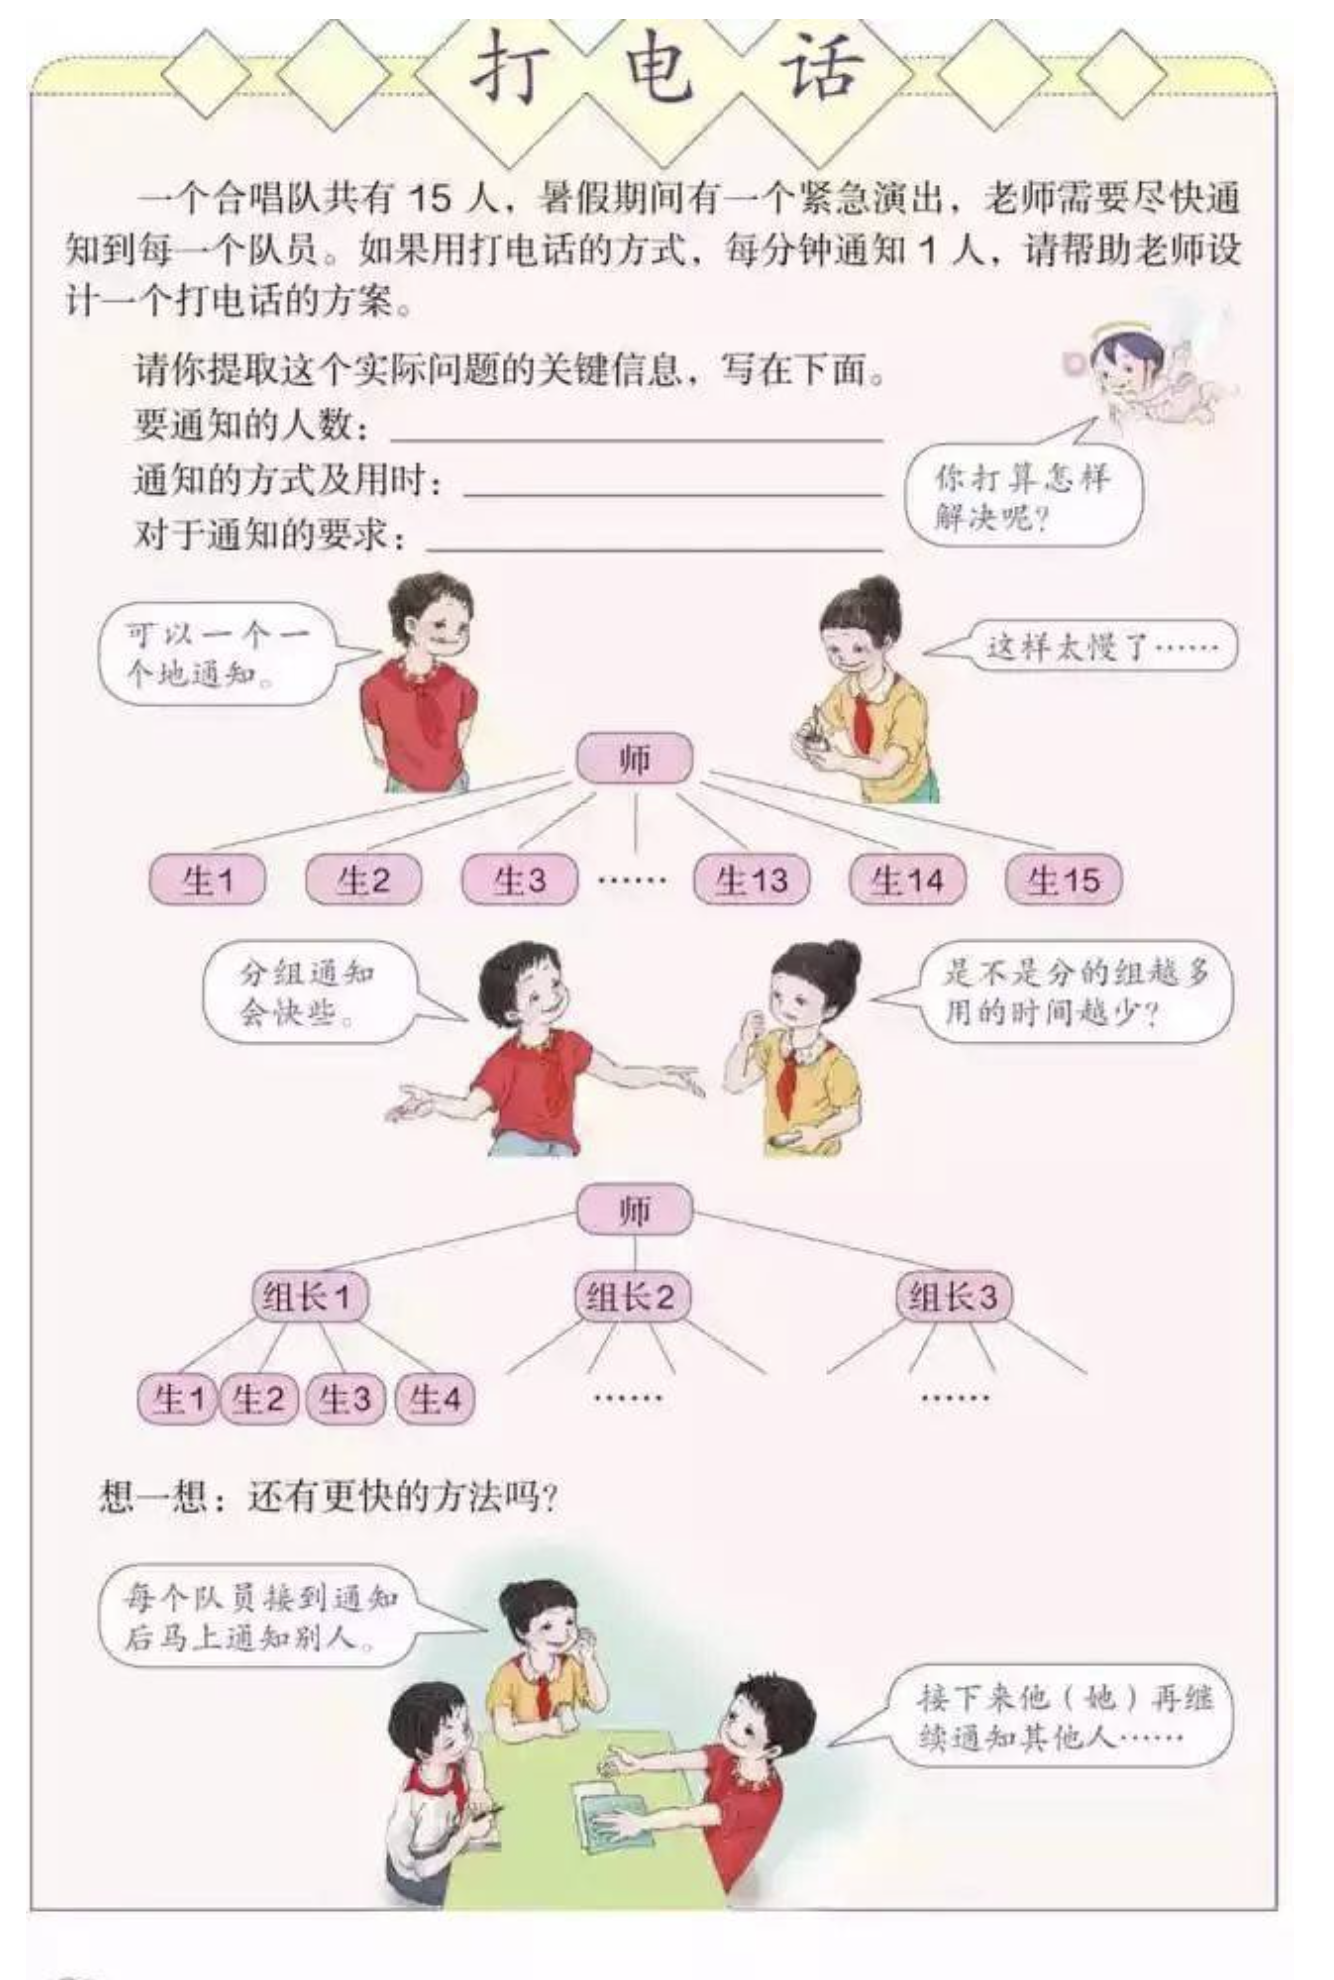 打电话
一个合唱队共有 15 人，暑假期间有一个紧急演出，老师需要尽快通
知到每一个队员。如果用打电话的方式，每分钟通知 1 人，请帮助老师设
计一个打电话的方案。
请你提取这个实际问题的关键信息，写在下面。
要通知的人数：
通知的方式及用时：
对于通知的要求：
你打算怎样
解决呢？
可以一个一
个地通知。
这样太慢了……
师
生1 生2 生3 …… 生13 生14 生15
分组通知
会快些。
是不是分的组越多
用的时间越少？
师
组长1 组长2 组长3
生1 生2 生3 生4 …… ……
想一想：还有更快的方法吗？
每个队员接到通知
后马上通知别人。
接下来他（她）再继
续通知其他人……